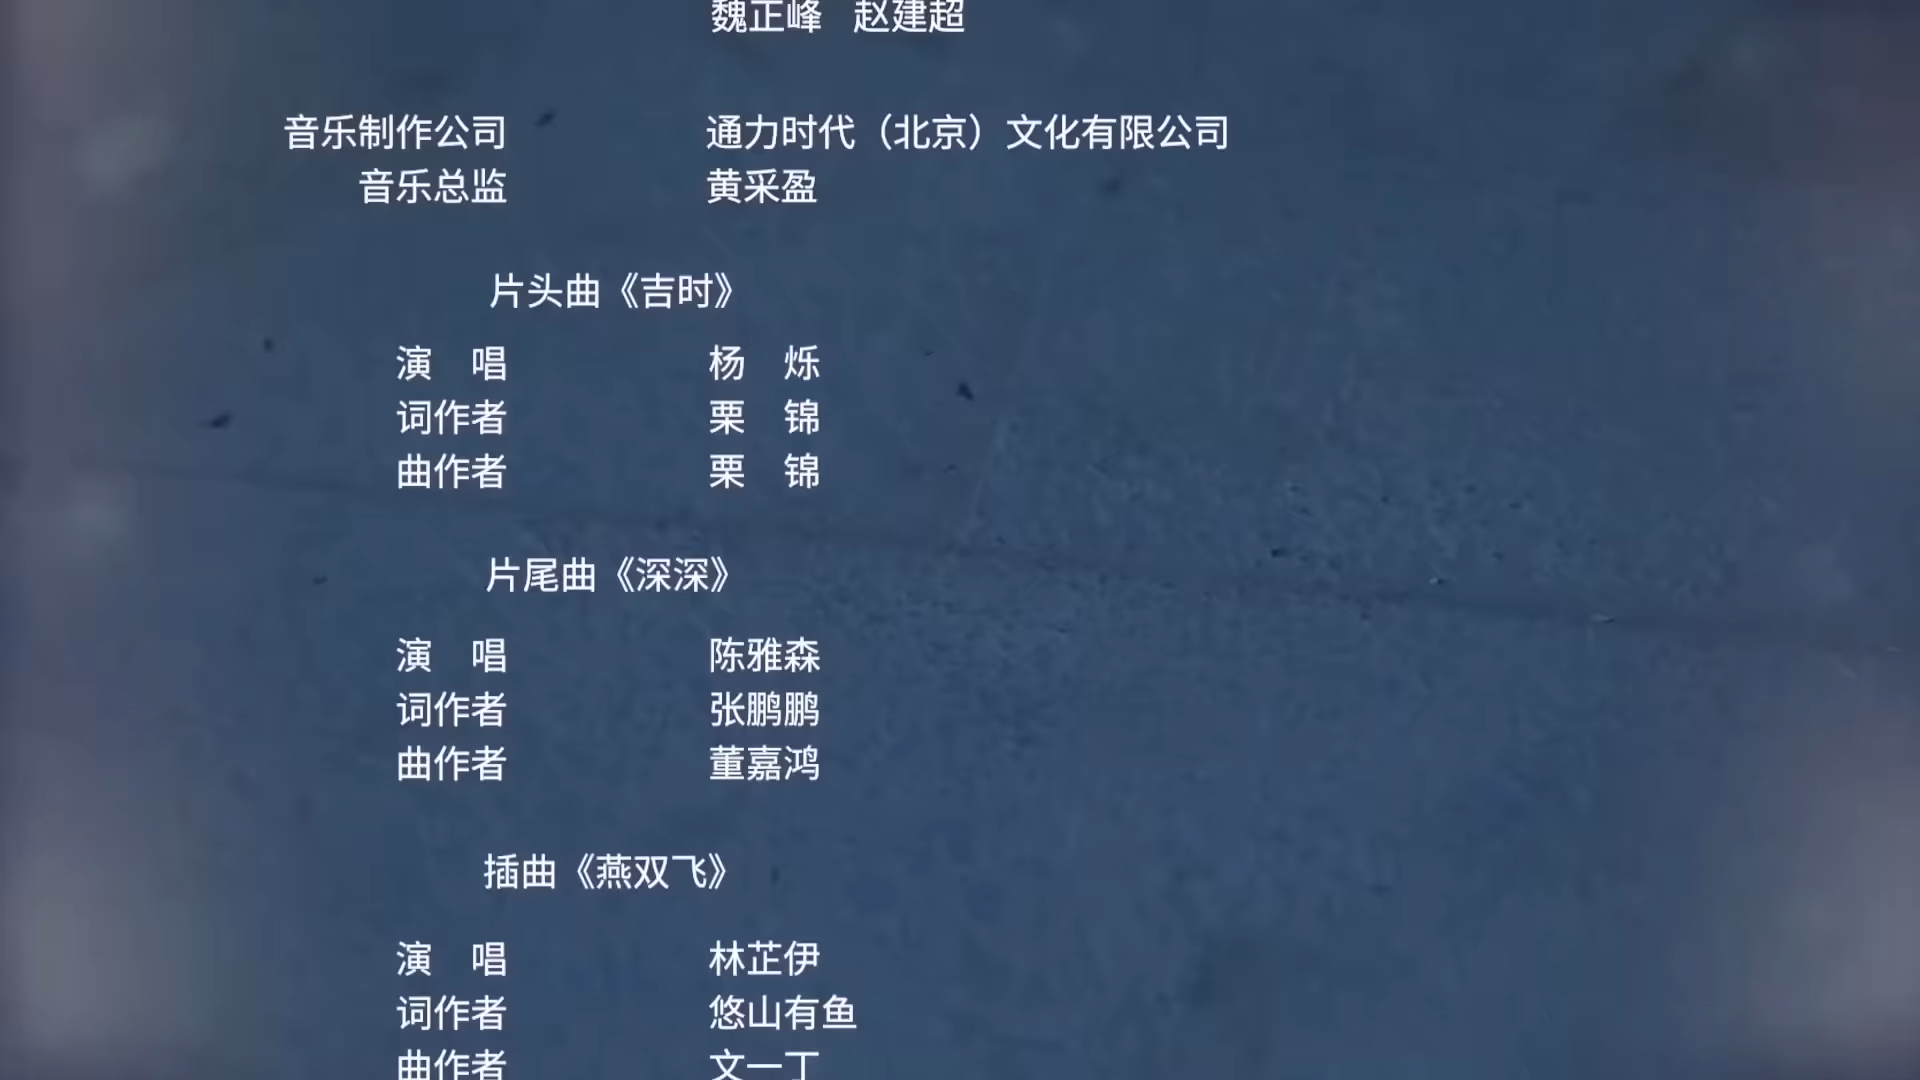 魏正峰 赵建超
音乐制作公司 通力时代（北京）文化有限公司
音乐总监 黄采盈
片头曲《吉时》
演 唱 杨 烁
词作者 栗 锦
曲作者 栗 锦
片尾曲《深深》
演 唱 陈雅森
词作者 张鹏鹏
曲作者 董嘉鸿
插曲《燕双飞》
演 唱 林芷伊
词作者 悠山有鱼
曲作者 文一丁